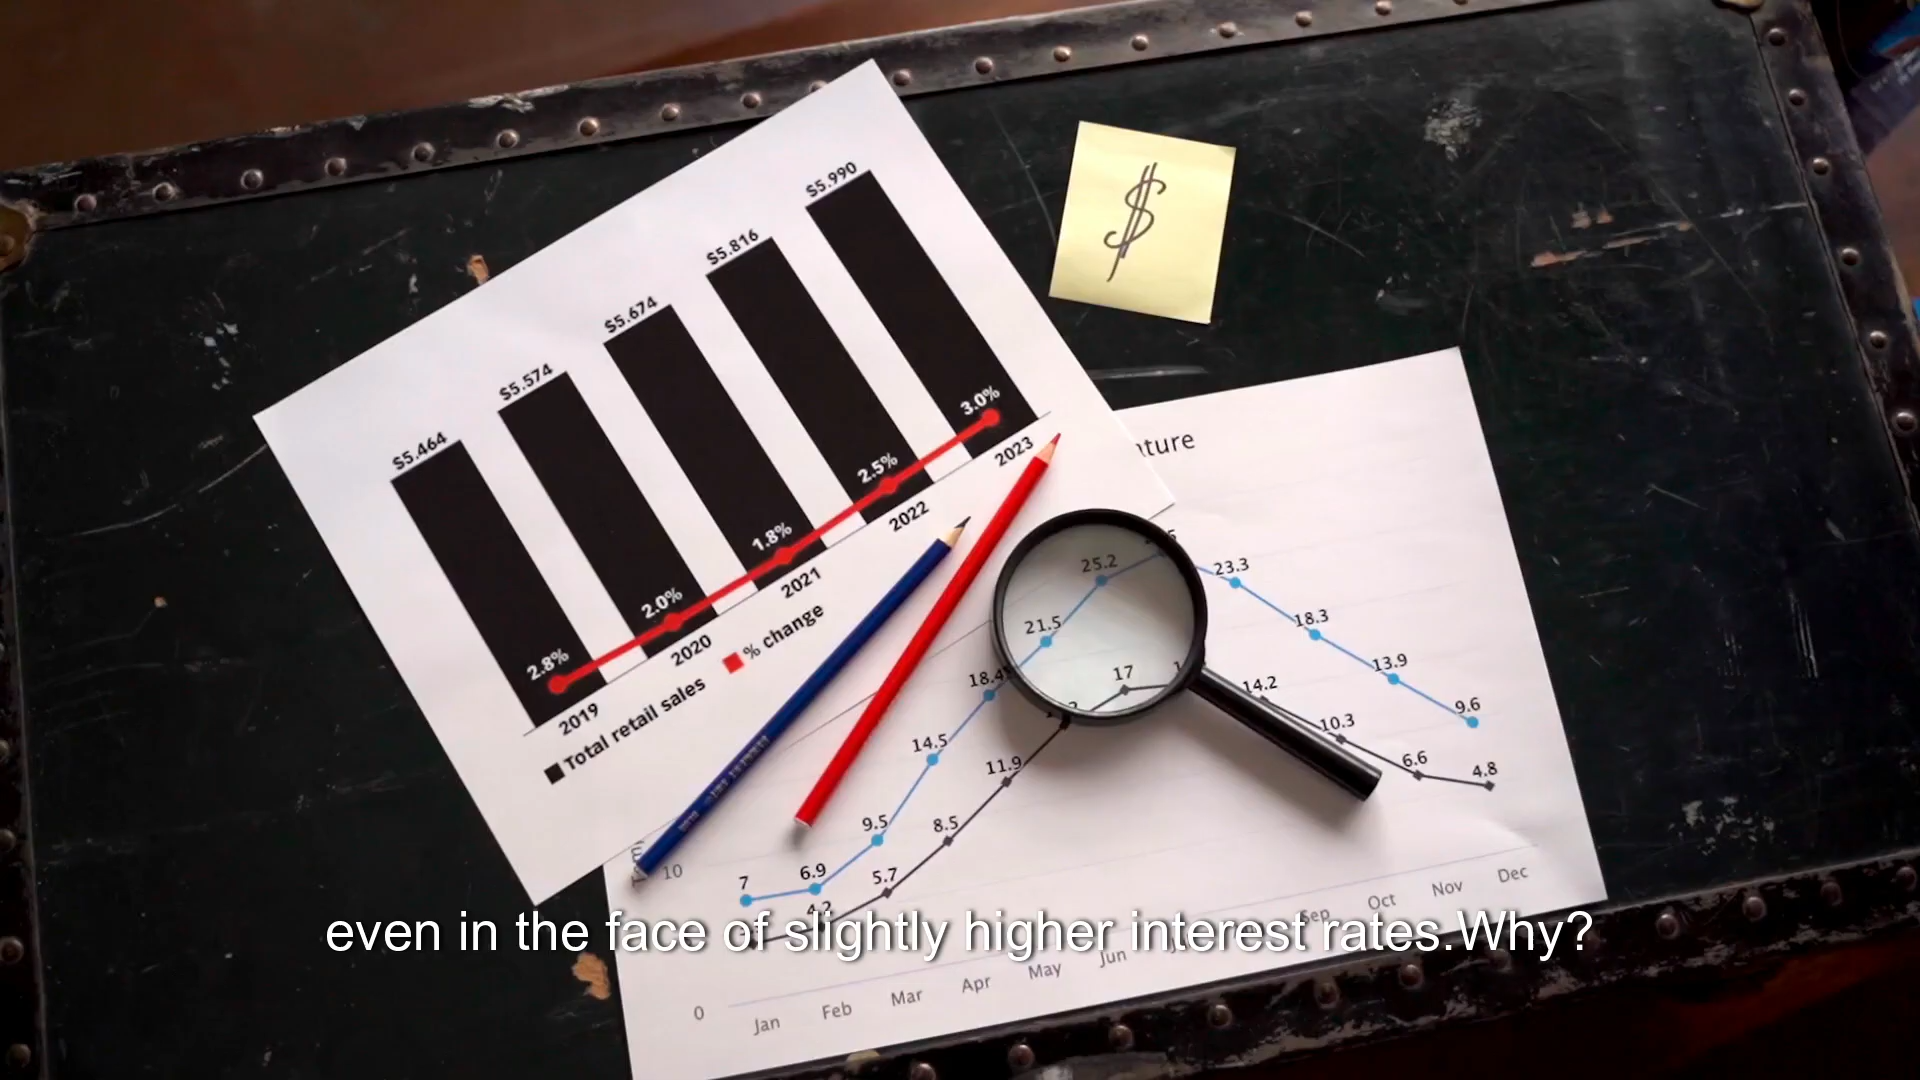 $5.464
$5.574
$5.674
$5.816
$5.990
2.8%
2.0%
1.8%
2.5%
3.0%
2019
2020
2021
2022
2023
Total retail sales
% change
$
25.2
23.3
21.5
18.3
18.4
17
13.9
14.2
14.5
9.6
10.3
11.9
6.6
4.8
9.5
8.5
10
7
6.9
5.7
4.2
even in the face of slightly higher interest rates.Why?
0
Jan
Feb
Mar
Apr
May
Jun
Sep
Oct
Nov
Dec